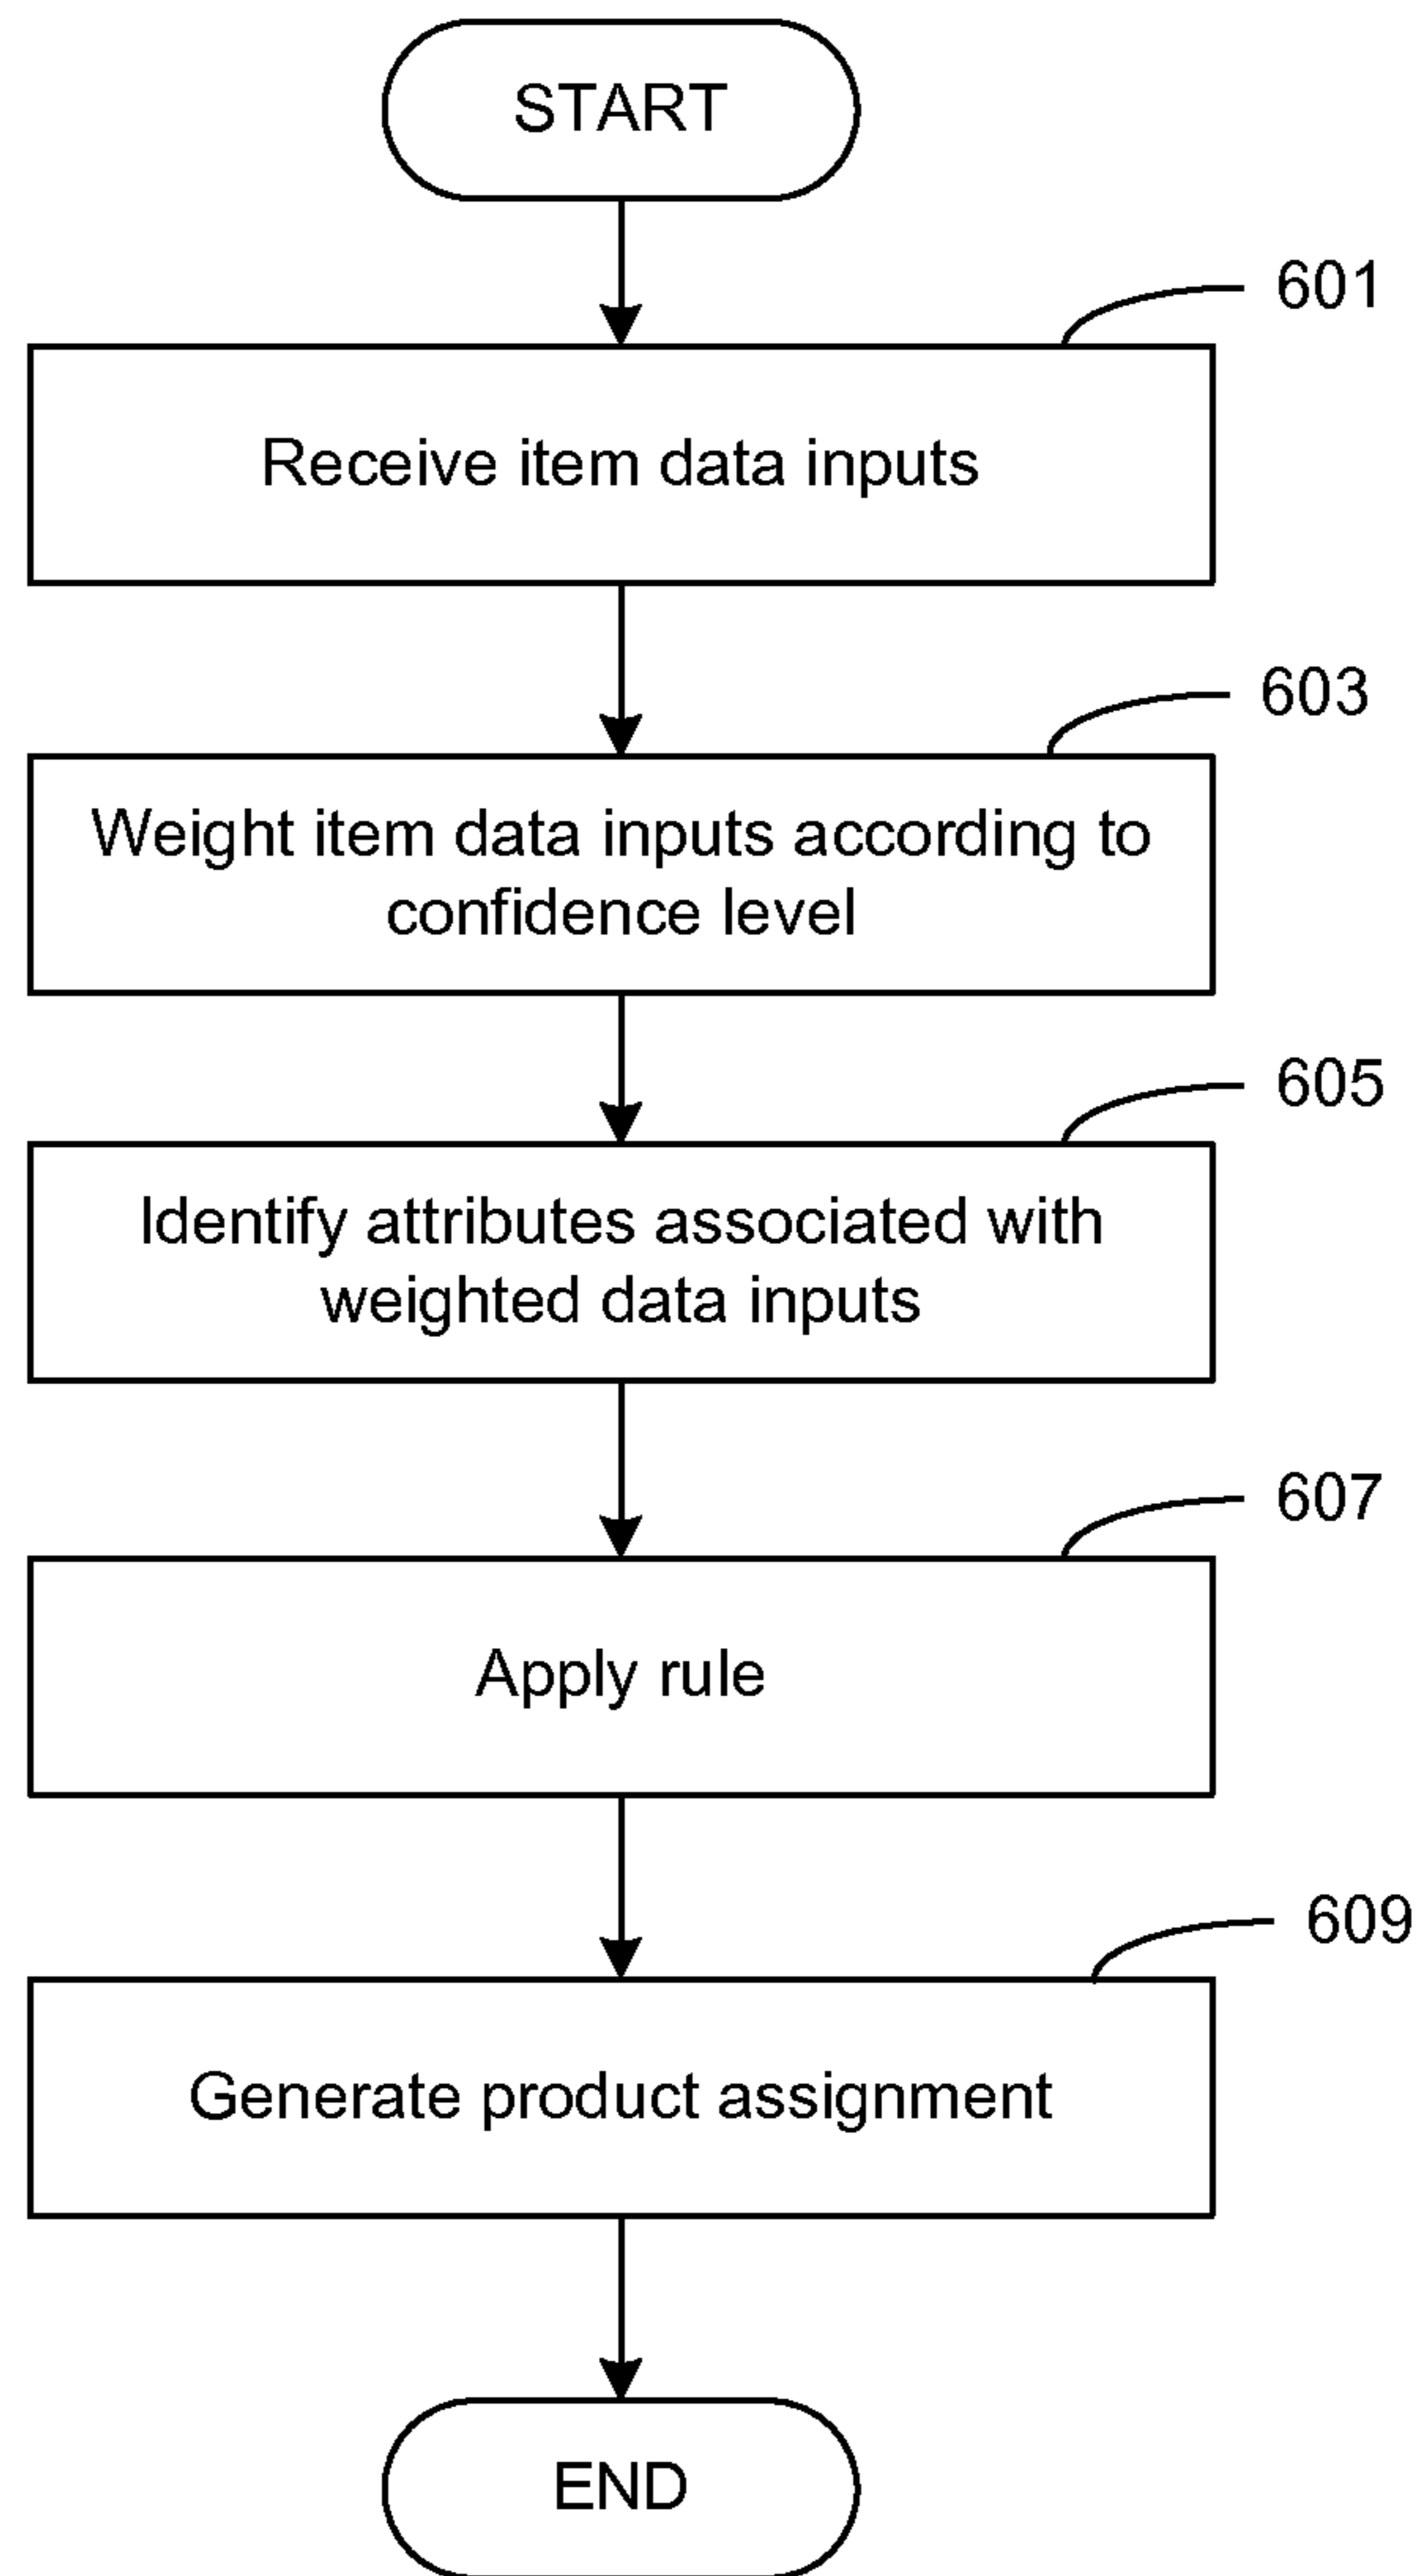 START
601
Receive item data inputs
603
Weight item data inputs according to
confidence level
605
Identify attributes associated with
weighted data inputs
607
Apply rule
609
Generate product assignment
END